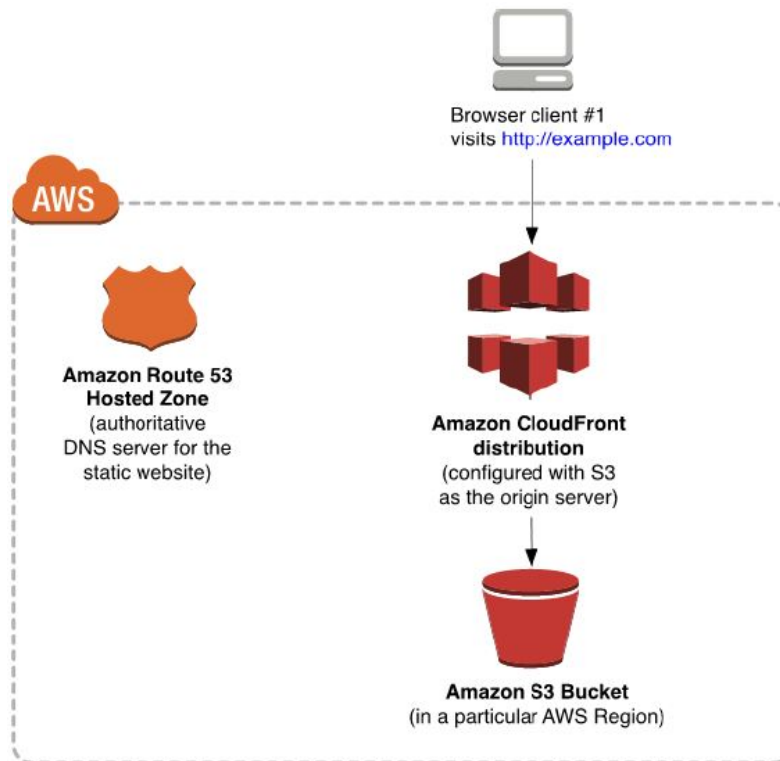 Browser client #1
visits http://example.com
AWS
Amazon Route 53
Hosted Zone
(authoritative
DNS server for the
static website)
Amazon CloudFront
distribution
(configured with S3
as the origin server)
Amazon S3 Bucket
(in a particular AWS Region)